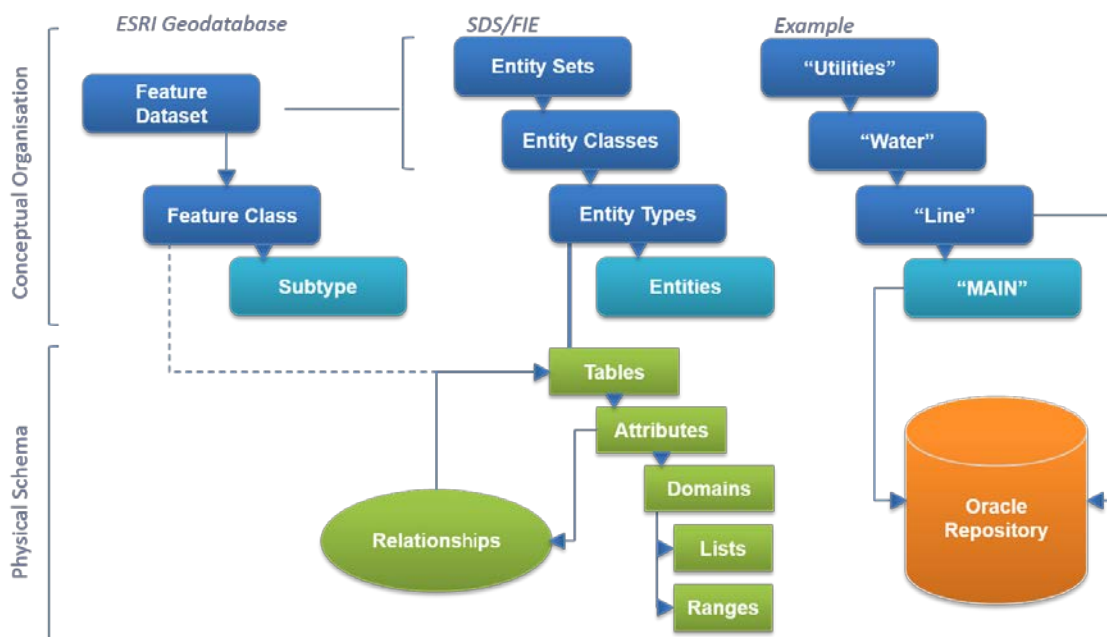 ESRI Geodatabase
SDS/FIE
Example
Conceptual Organisation
Feature
Dataset
Feature Class
Subtype
Entity Sets
Entity Classes
Entity Types
Entities
“Utilities”
“Water”
“Line”
“MAIN”
Physical Schema
Tables
Attributes
Domains
Lists
Ranges
Relationships
Oracle
Repository